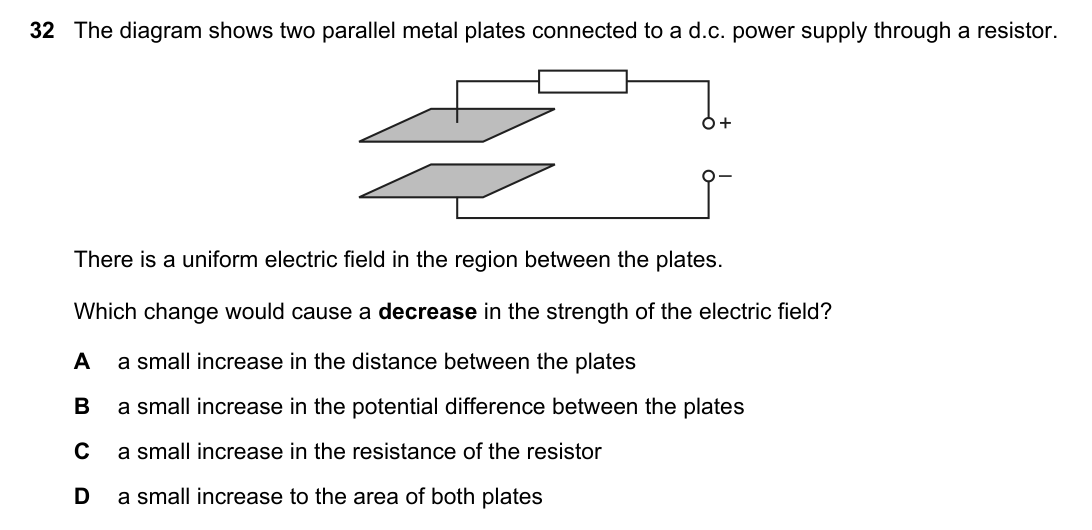 32 The diagram shows two parallel metal plates connected to a d.c. power supply through a resistor.
+
–
There is a uniform electric field in the region between the plates.
Which change would cause a decrease in the strength of the electric field?
A a small increase in the distance between the plates
B a small increase in the potential difference between the plates
C a small increase in the resistance of the resistor
D a small increase to the area of both plates